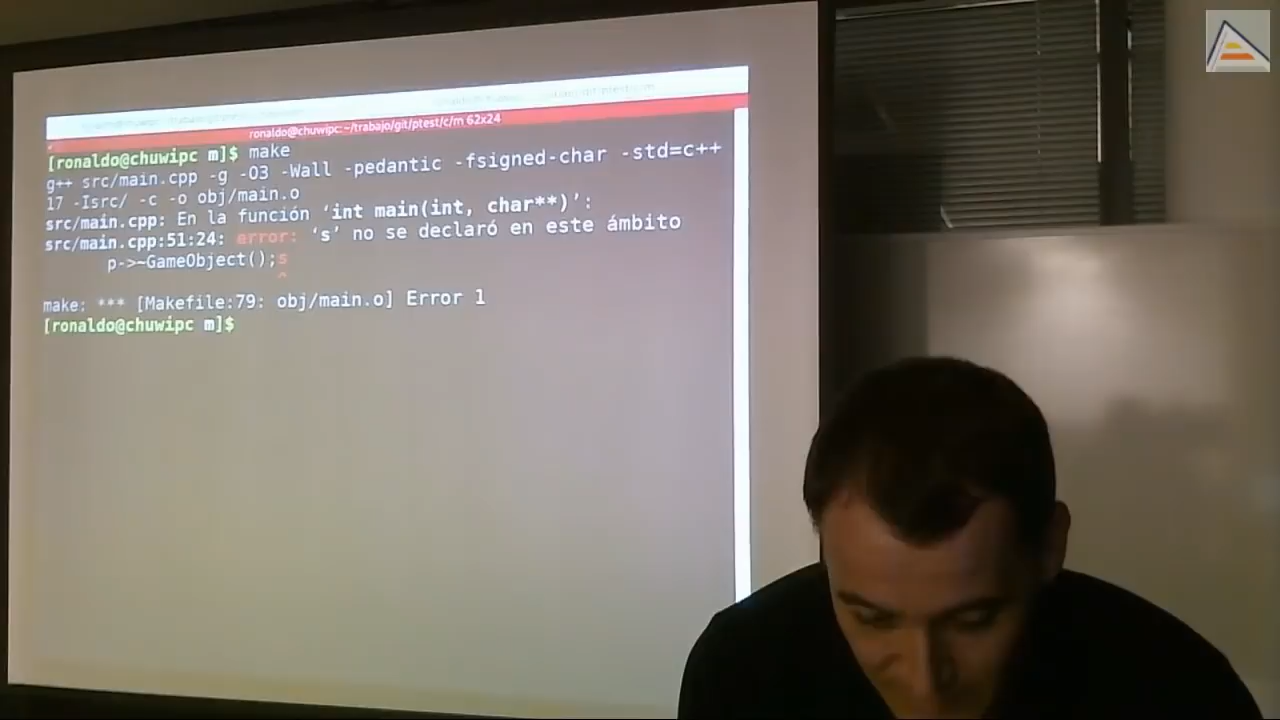 ronaldo@chuwipc: ~/trabajo/git/ptest/c/m 62x24
[ronaldo@chuwipc m]$ make
g++ src/main.cpp -g -O3 -Wall -pedantic -fsigned-char -std=c++
17 -Isrc/ -c -o obj/main.o
src/main.cpp: En la función ‘int main(int, char**)’:
src/main.cpp:51:24: error: ‘s’ no se declaró en este ámbito
p->~GameObject();s
^
make: *** [Makefile:79: obj/main.o] Error 1
[ronaldo@chuwipc m]$